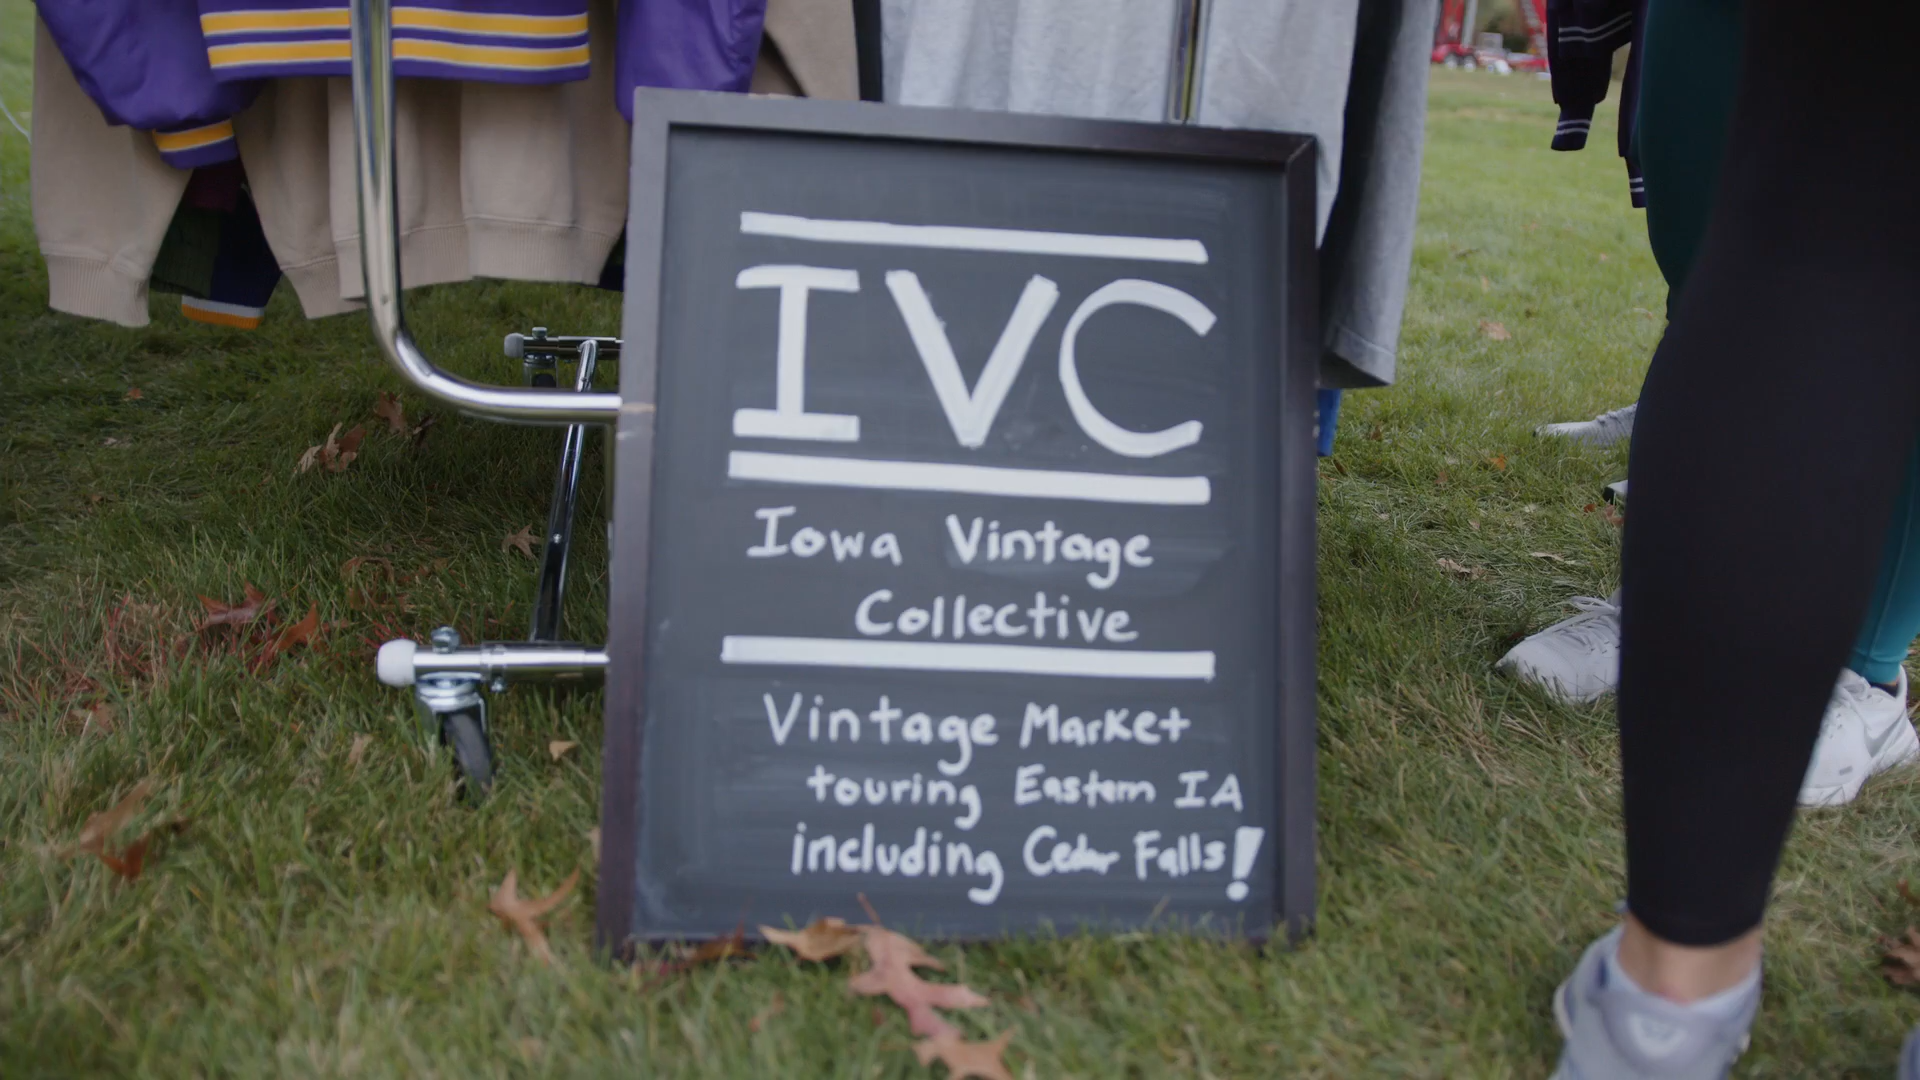 IVC
Iowa Vintage
Collective
Vintage Market
touring Eastern IA
including Cedar Falls!